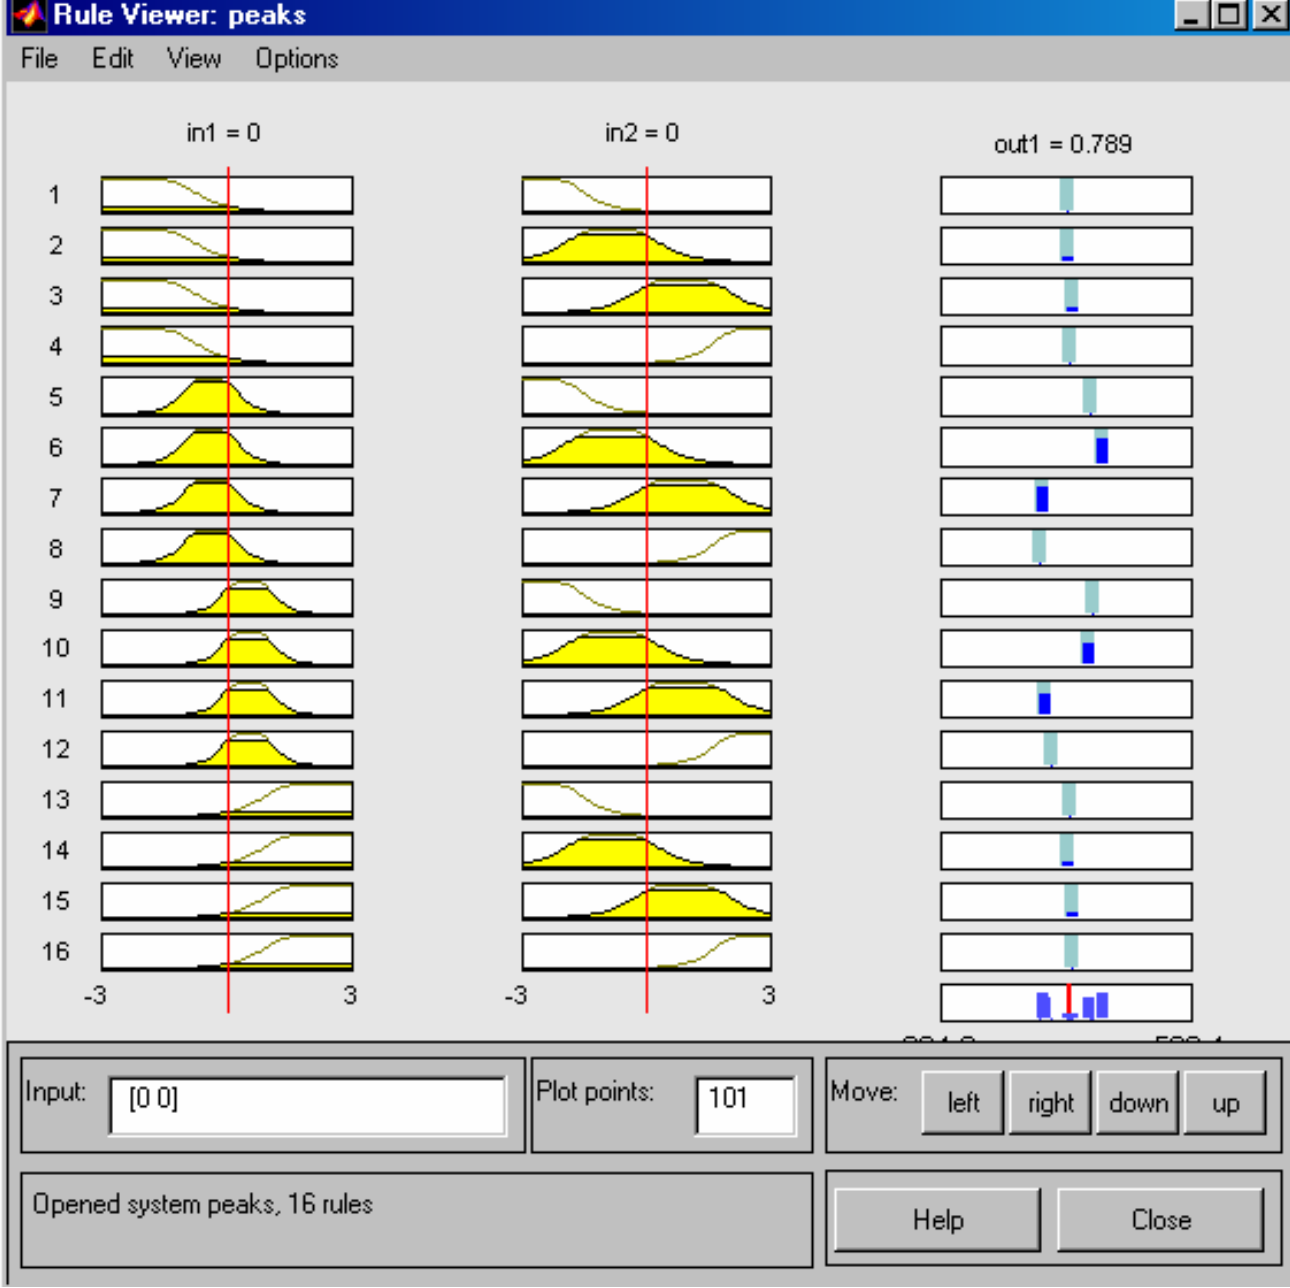 Rule Viewer: peaks
File Edit View Options
in1 = 0 in2 = 0 out1 = 0.789
1
2
3
4
5
6
7
8
9
10
11
12
13
14
15
16
-3 3 -3 3
Input: [0 0] Plot points: 101 Move: left right down up
Opened system peaks, 16 rules
Help Close